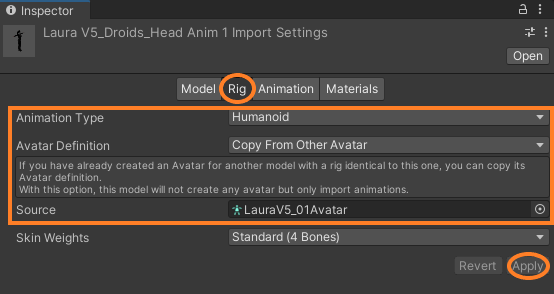 Inspector
Laura V5_Droids_Head Anim 1 Import Settings
Open
Model Rig Animation Materials
Animation Type Humanoid
Avatar Definition Copy From Other Avatar
If you have already created an Avatar for another model with a rig identical to this one, you can copy its
Avatar definition.
With this option, this model will not create any avatar but only import animations.
Source LauraV5_01Avatar
Skin Weights Standard (4 Bones)
Revert Apply